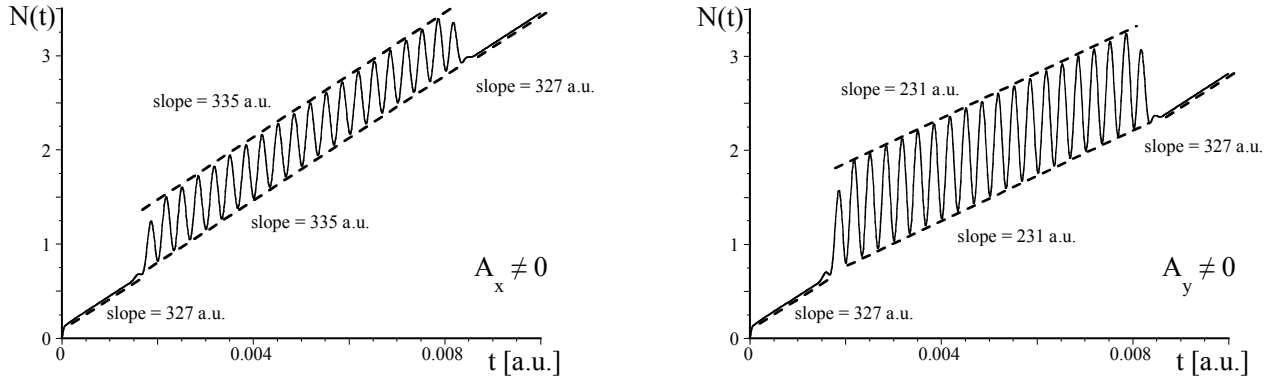 N(t)
3
2
1
0
0
0.004
0.008
t [a.u.]
slope = 335 a.u.
slope = 327 a.u.
slope = 335 a.u.
slope = 327 a.u.
A_x ≠ 0
N(t)
3
2
1
0
0
0.004
0.008
t [a.u.]
slope = 231 a.u.
slope = 327 a.u.
slope = 231 a.u.
slope = 327 a.u.
A_y ≠ 0